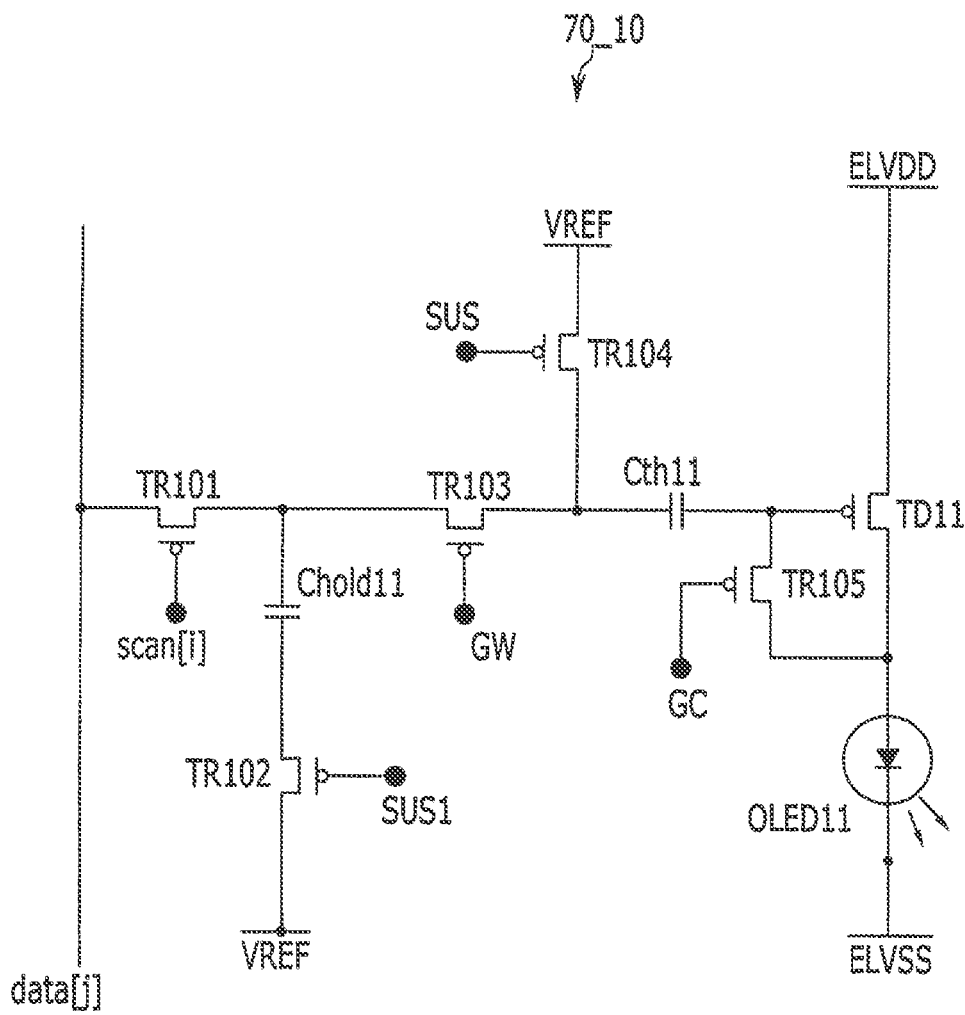 70_10
ELVDD
VREF
SUS
TR104
TR101
TR103
Cth11
TD11
Chold11
TR105
scan[i]
GW
GC
TR102
SUS1
OLED11
VREF
ELVSS
data[j]